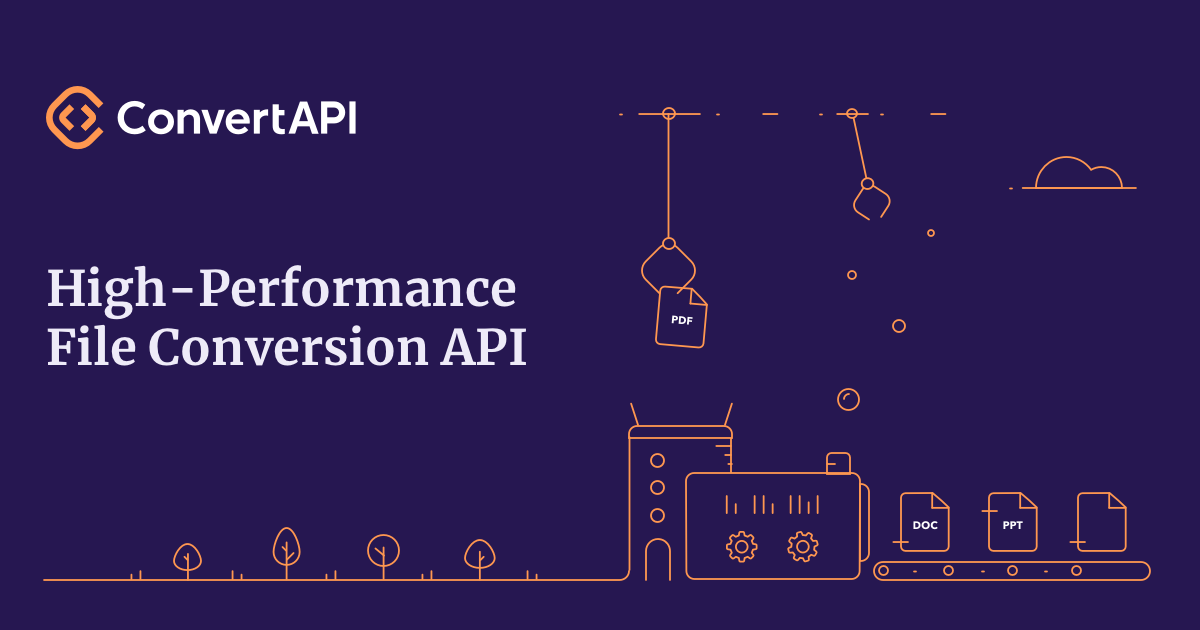 ConvertAPI
High-Performance
File Conversion API
PDF
DOC
PPT